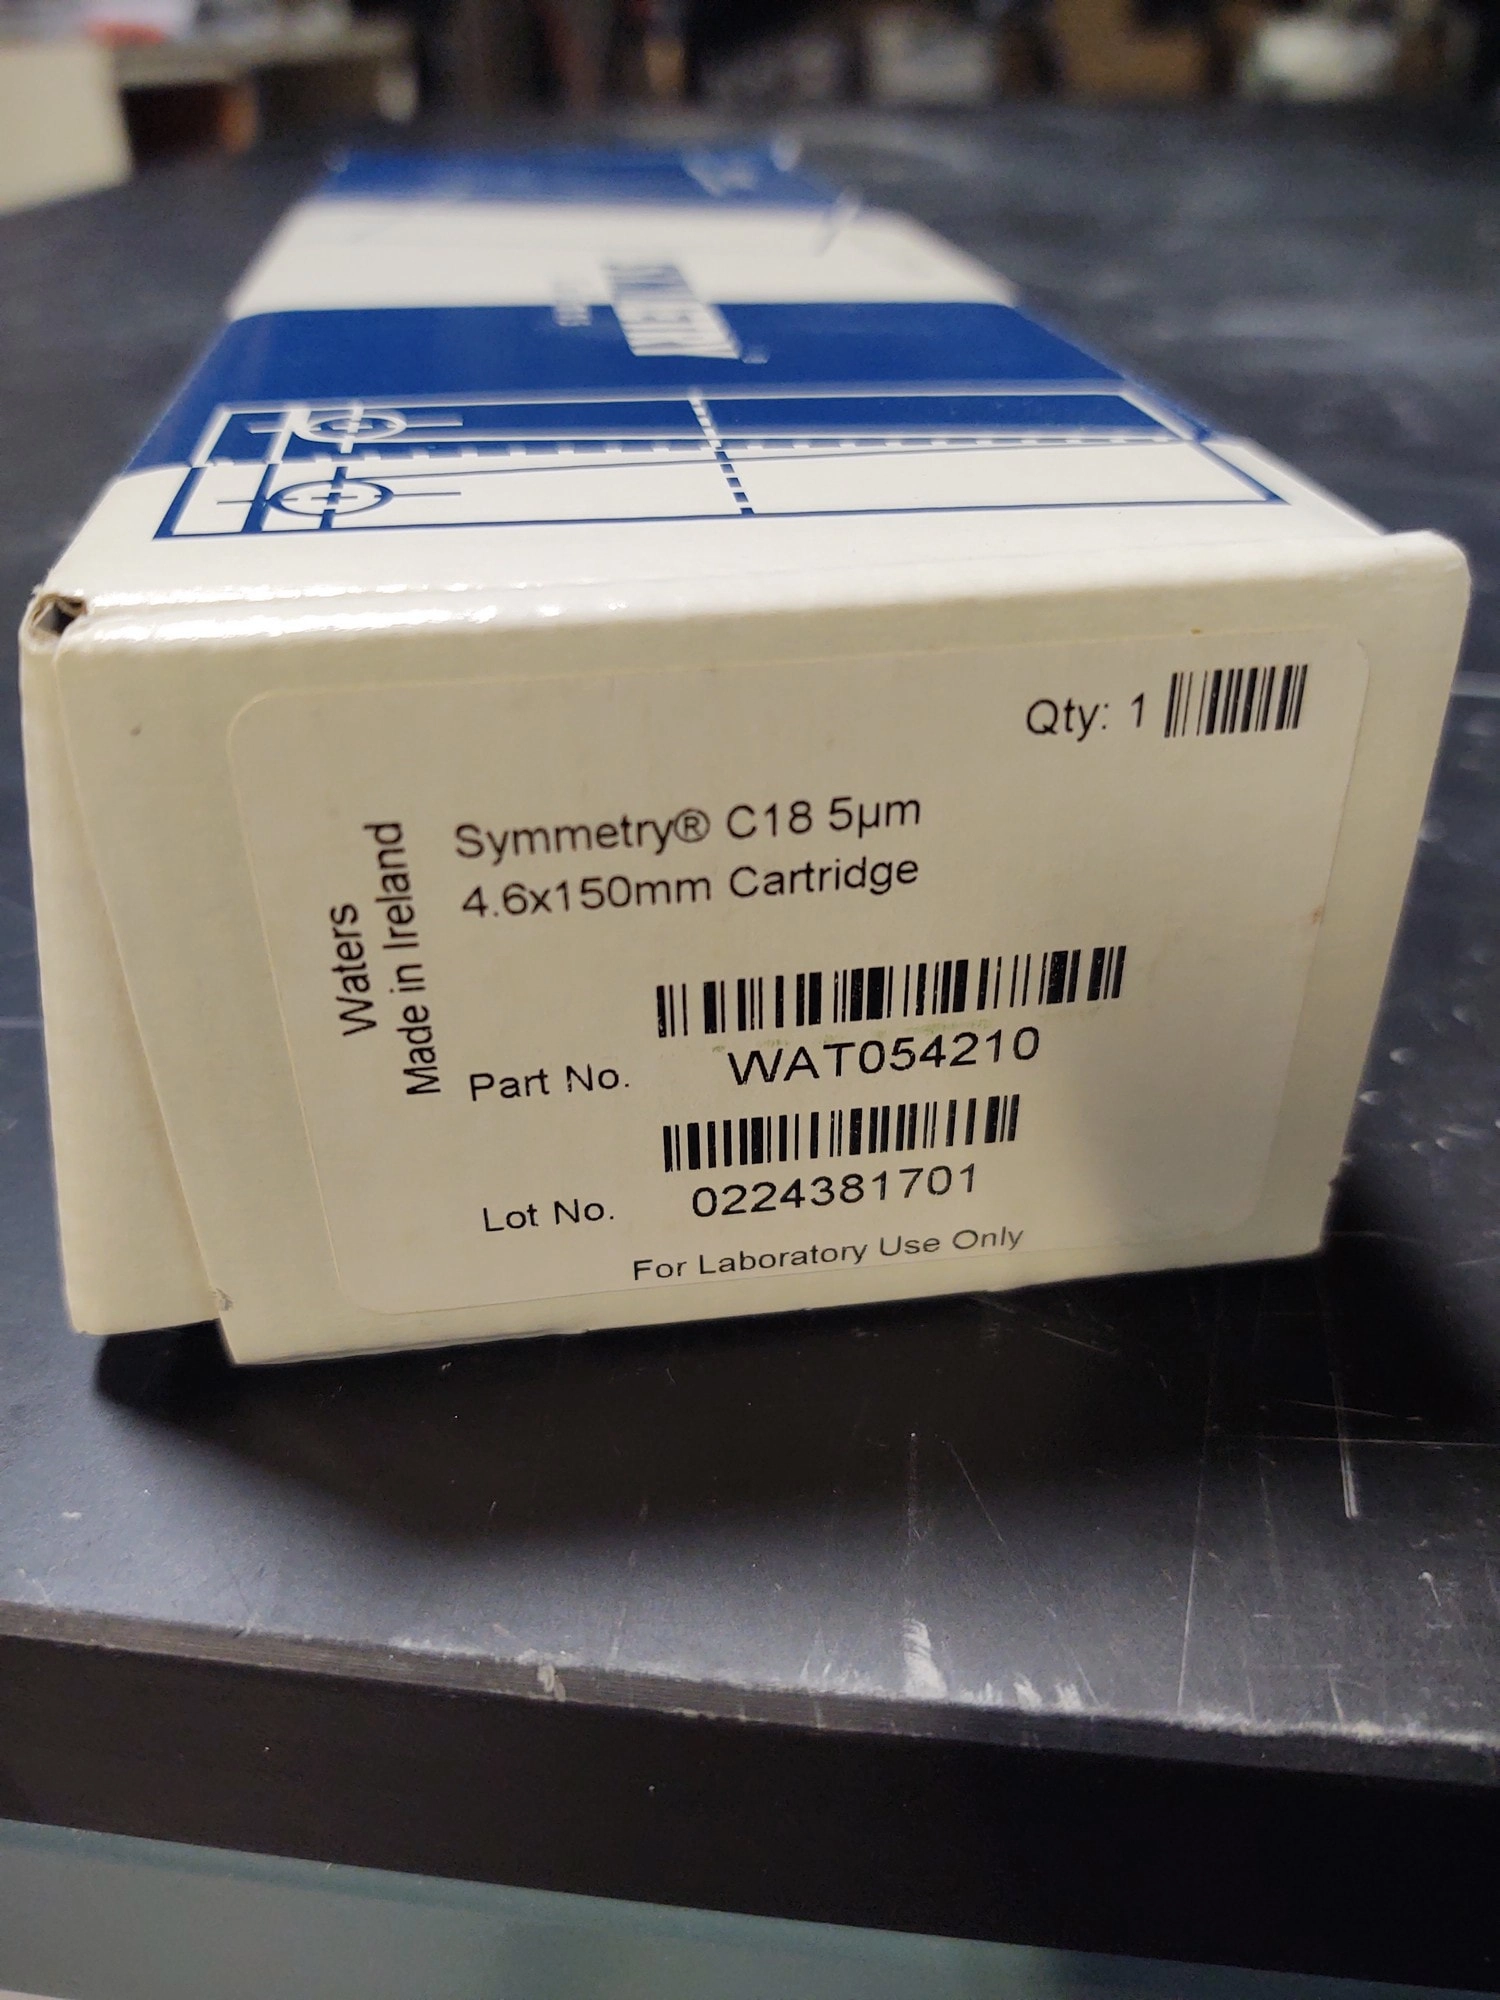 SYMMETRY
Qty: 1
Symmetry® C18 5µm
4.6x150mm Cartridge
Waters
Made in Ireland
Part No. WAT054210
Lot No. 0224381701
For Laboratory Use Only